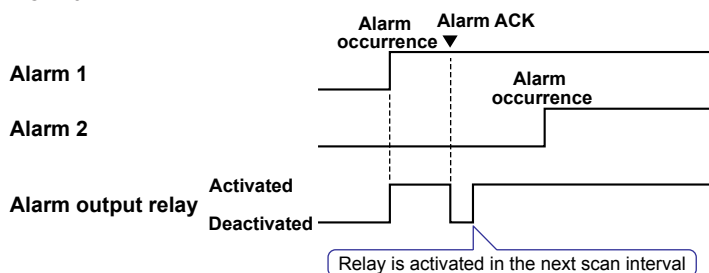 Alarm
occurrence
Alarm ACK
Alarm 1
Alarm
occurrence
Alarm 2
Activated
Alarm output relay
Deactivated
Relay is activated in the next scan interval